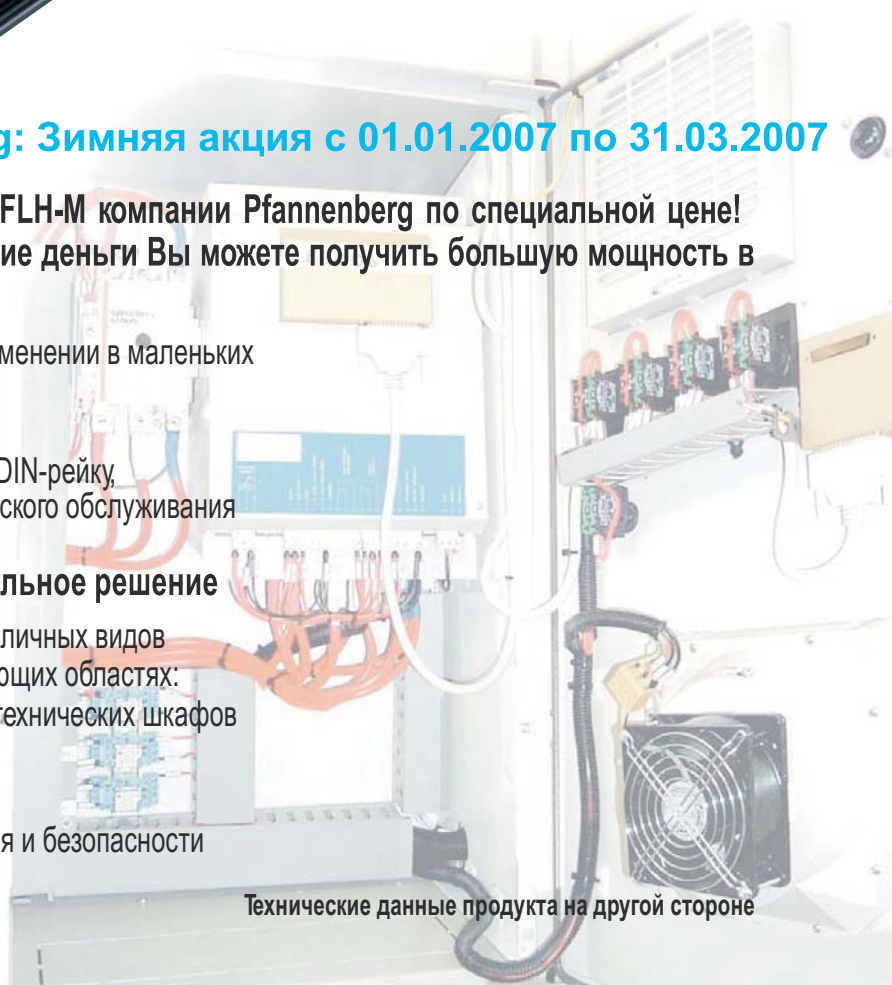 g: Зимняя акция с 01.01.2007 по 31.03.2007
FLH-M компании Pfannenberg по специальной цене!
ие деньги Вы можете получить большую мощность в
менении в маленьких
DIN-рейку,
ского обслуживания
льное решение
личных видов
ющих областях:
технических шкафов
я и безопасности
Технические данные продукта на другой стороне